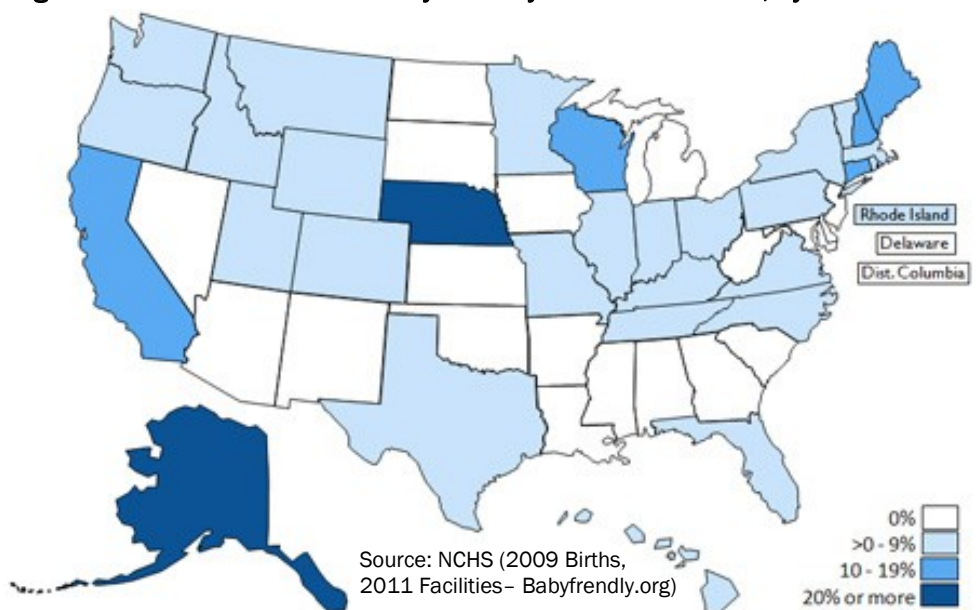 Rhode Island
Delaware
Dist. Columbia
0%
>0 - 9%
10 - 19%
20% or more
Source: NCHS (2009 Births,
2011 Facilities– Babyfrendly.org)